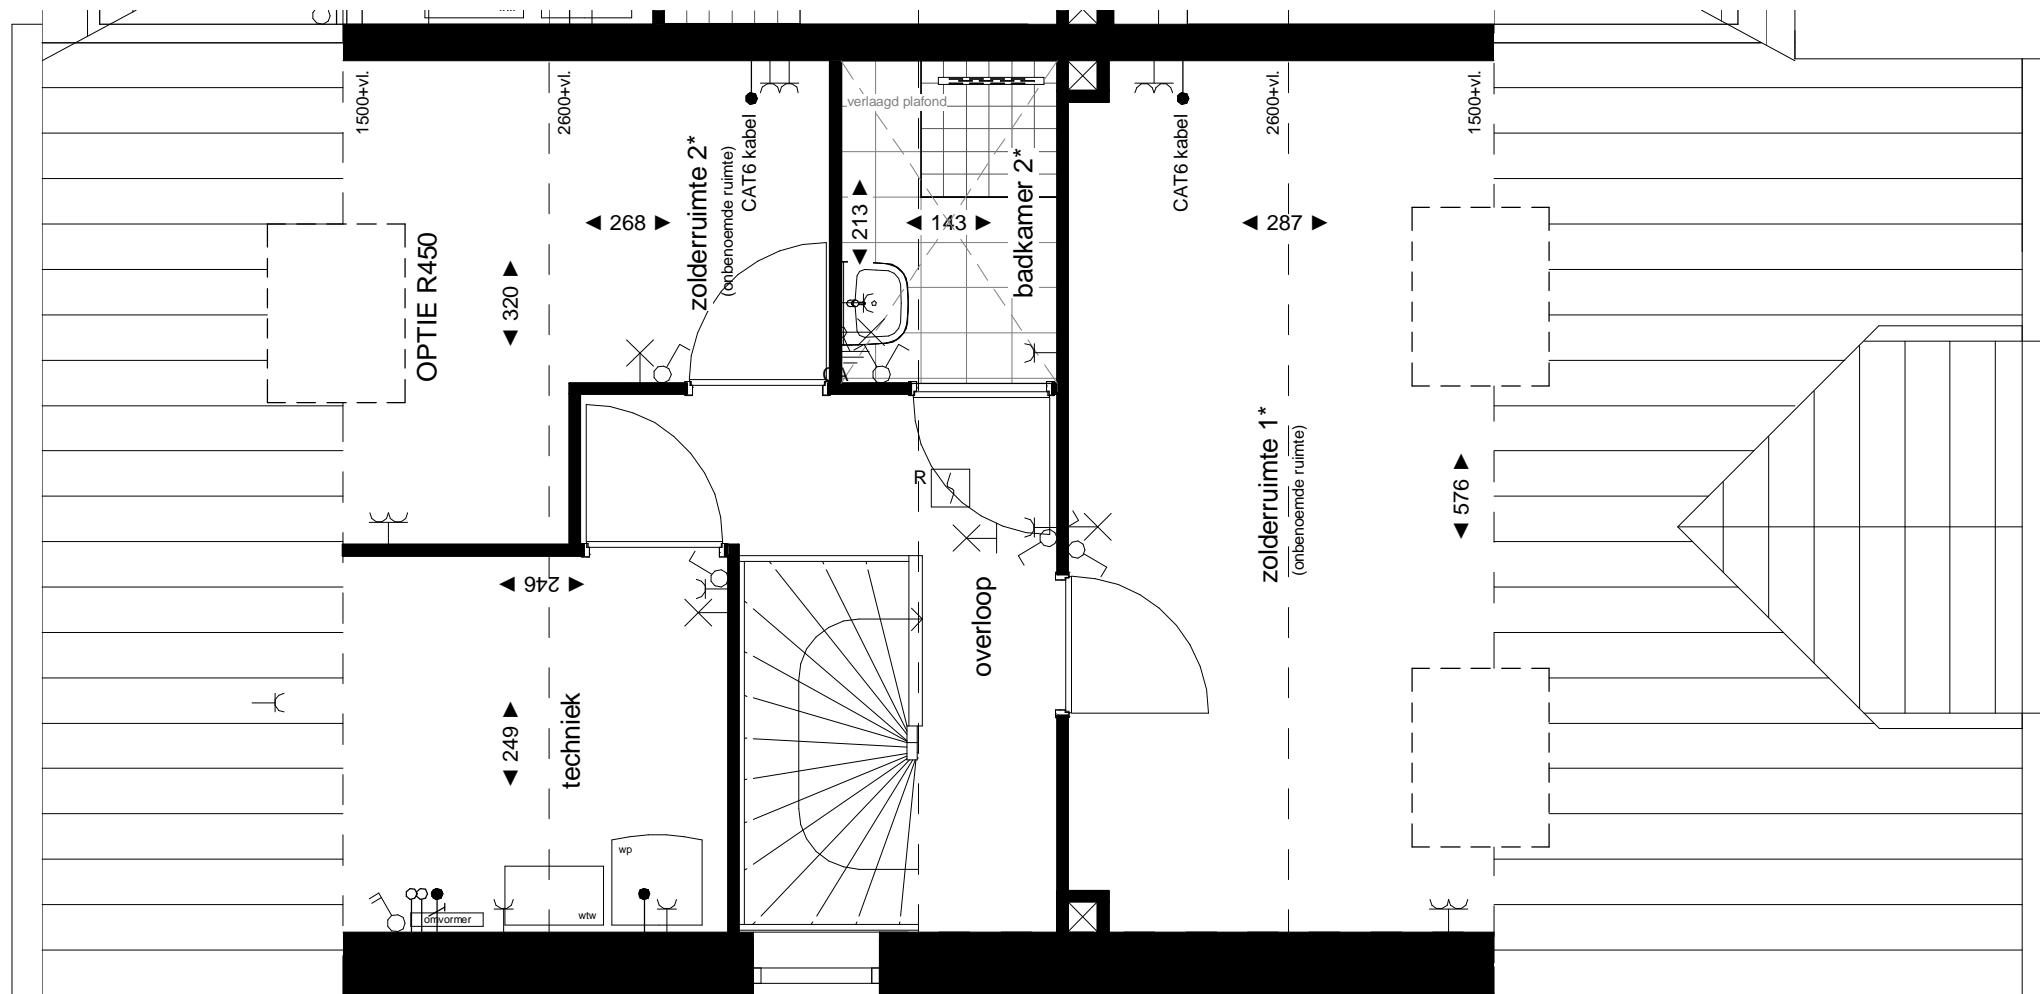 1500+vl.
2600+vl.
CAT6 kabel
zolderruimte 2*
(onbenoemde ruimte)
268
320
OPTIE R450
verlaagd plafond
213
143
badkamer 2*
CAT6 kabel
2600+vl.
1500+vl.
287
zolderruimte 1*
(onbenoemde ruimte)
576
R
overloop
246
249
techniek
wp
wtw
omvormer